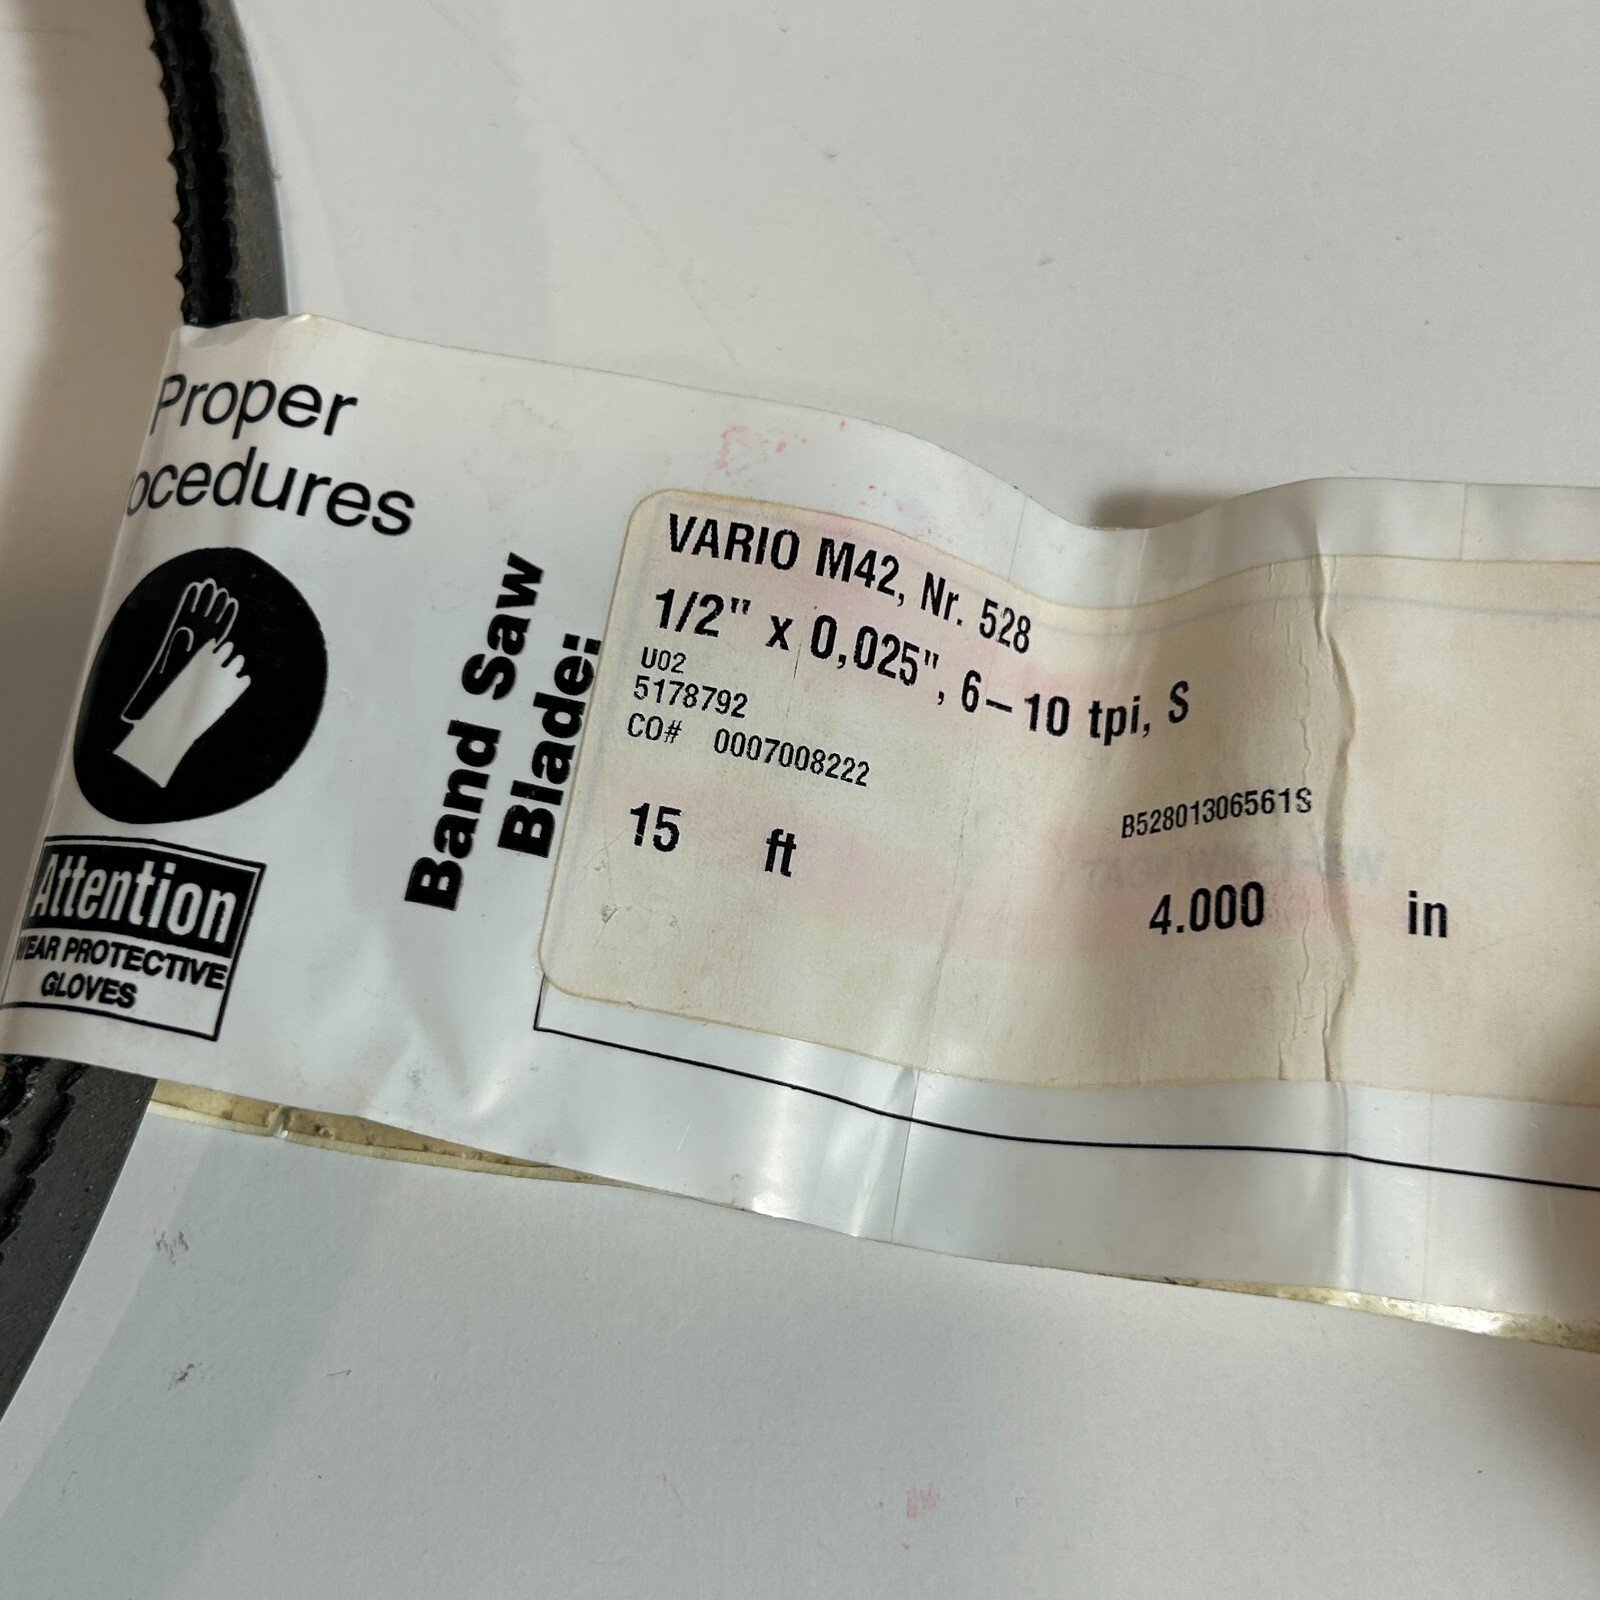 Proper
ocedures
Attention
WEAR PROTECTIVE
GLOVES
Band Saw
Blade:
VARIO M42, Nr. 528
1/2" x 0,025", 6–10 tpi, S
U02
5178792
CO# 0007008222
B52801306561S
15 ft 4.000 in